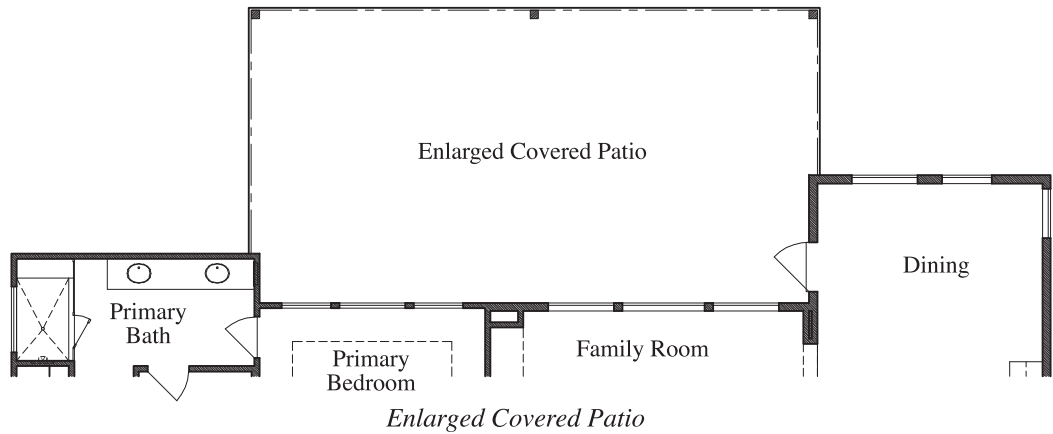 Enlarged Covered Patio
Dining
Primary
Bath
Family Room
Primary
Bedroom
Enlarged Covered Patio